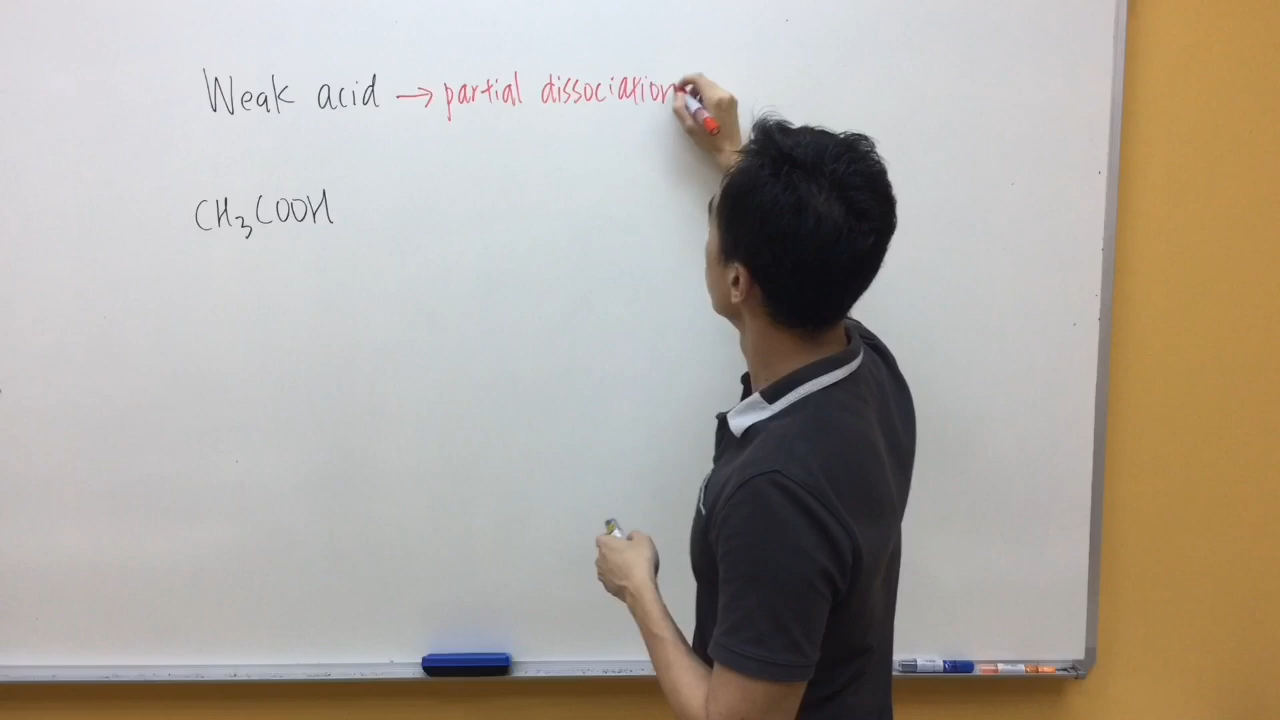 Weak acid → partial dissociation
CH₃COOH